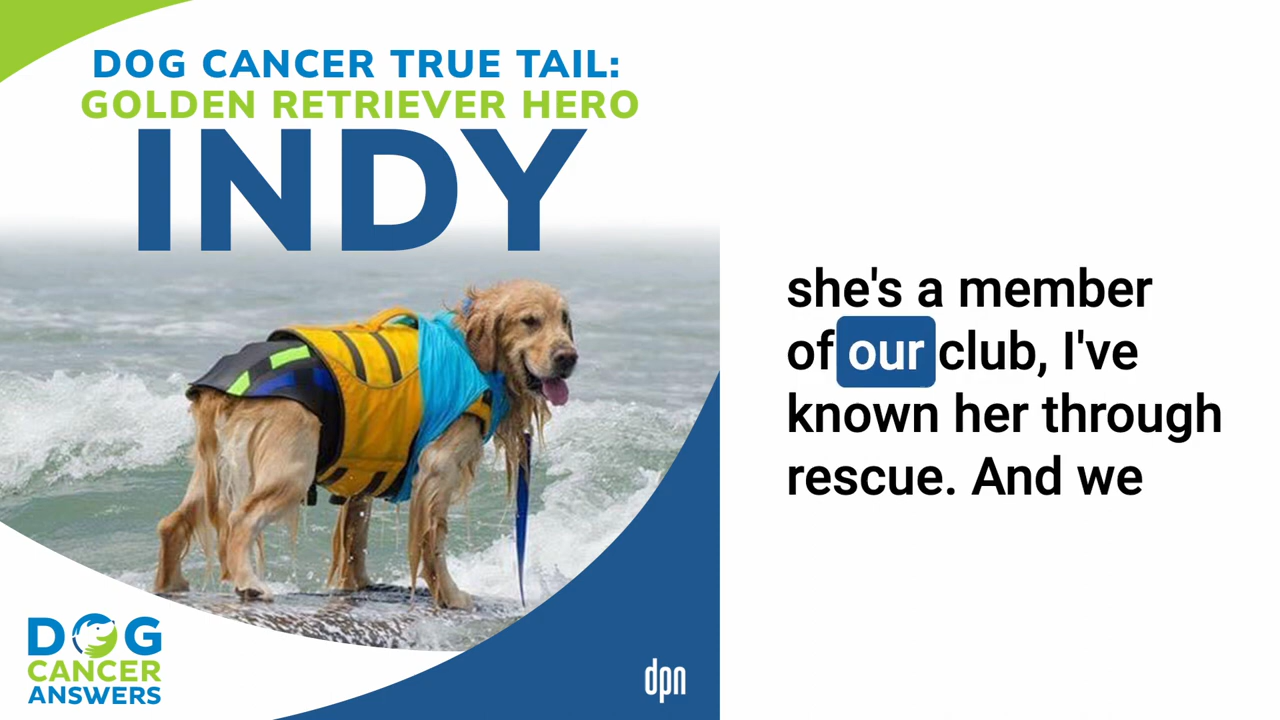 DOG CANCER TRUE TAIL:
GOLDEN RETRIEVER HERO
INDY
she's a member
of our club, I've
known her through
rescue. And we
DOG
CANCER
ANSWERS
dpn